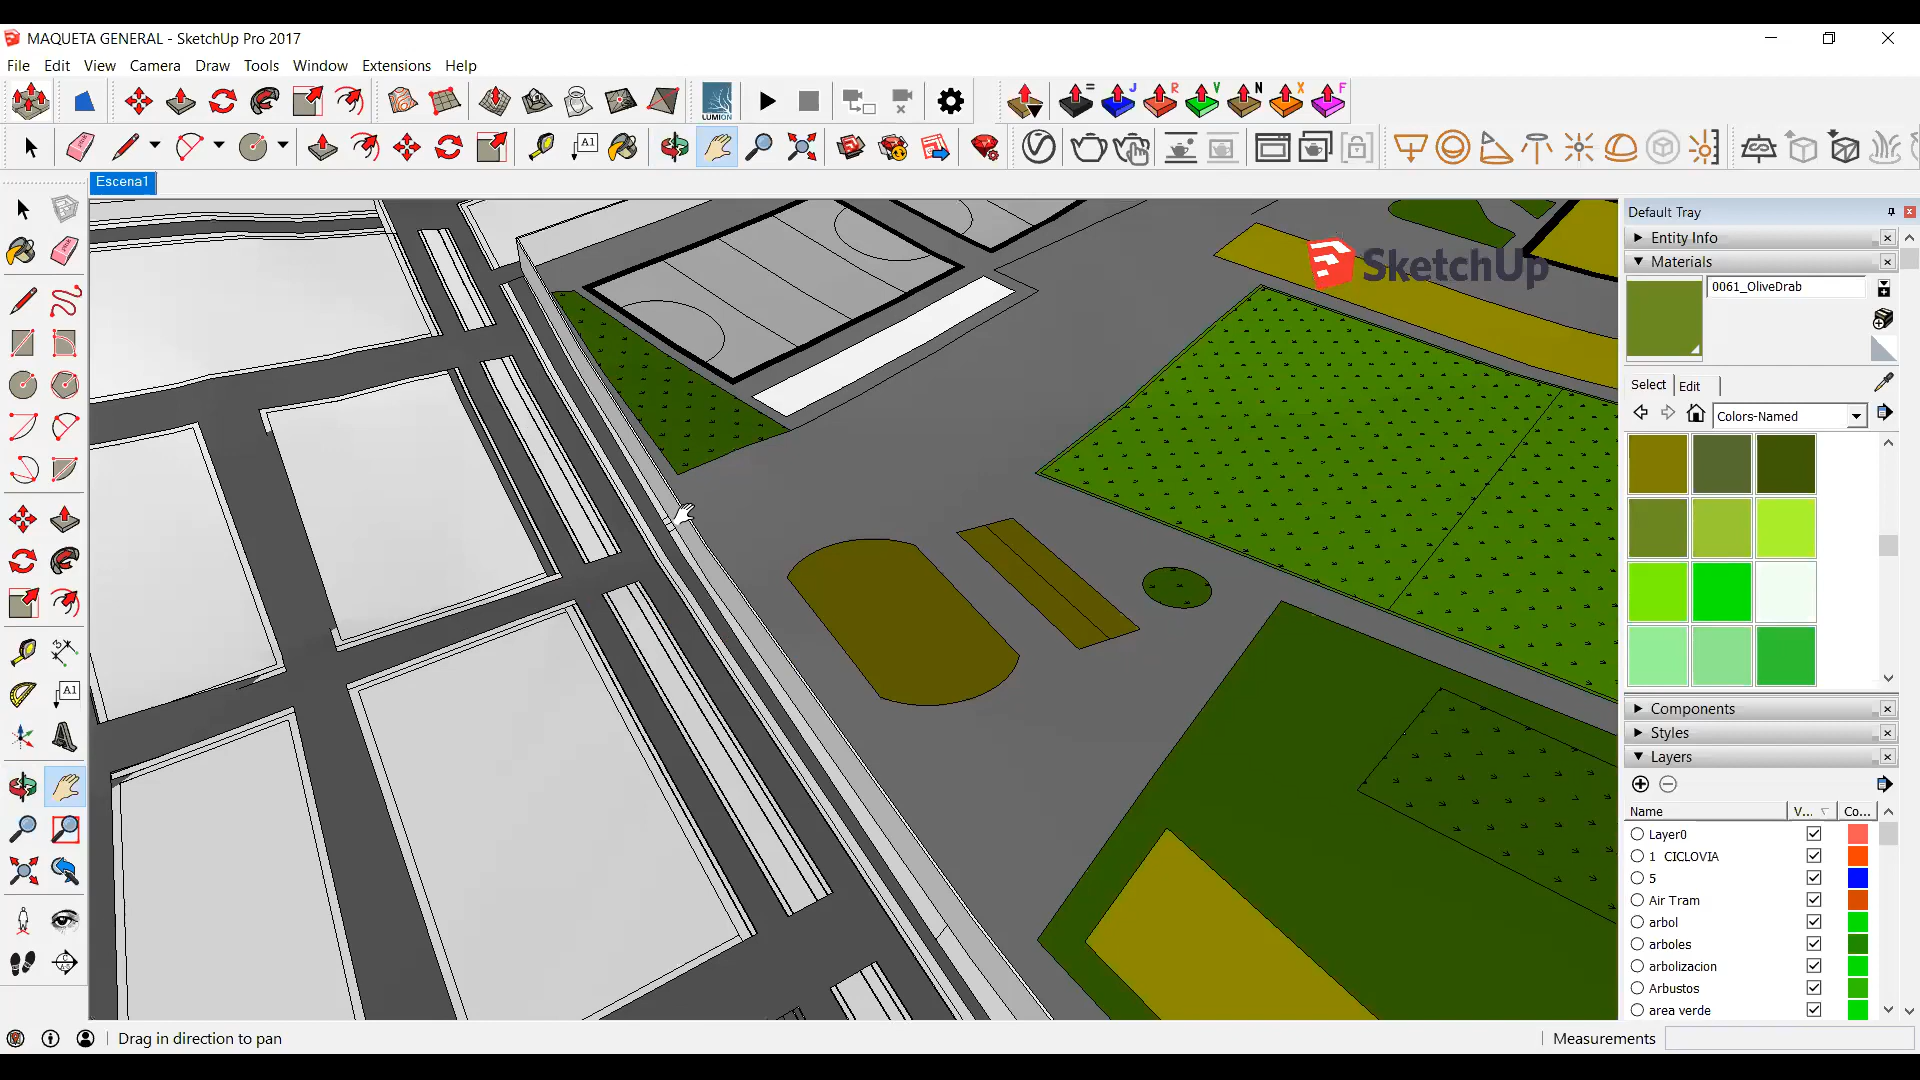 MAQUETA GENERAL - SketchUp Pro 2017
File Edit View Camera Draw Tools Window Extensions Help
LUMION
= J R V N X F
A1
Escena1
SketchUp
A1
Default Tray
Entity Info
Materials
0061_OliveDrab
Select Edit
Colors-Named
Components
Styles
Layers
Name V... Co...
Layer0
1 CICLOVIA
5
Air Tram
arbol
arboles
arbolizacion
Arbustos
area verde
Drag in direction to pan
Measurements